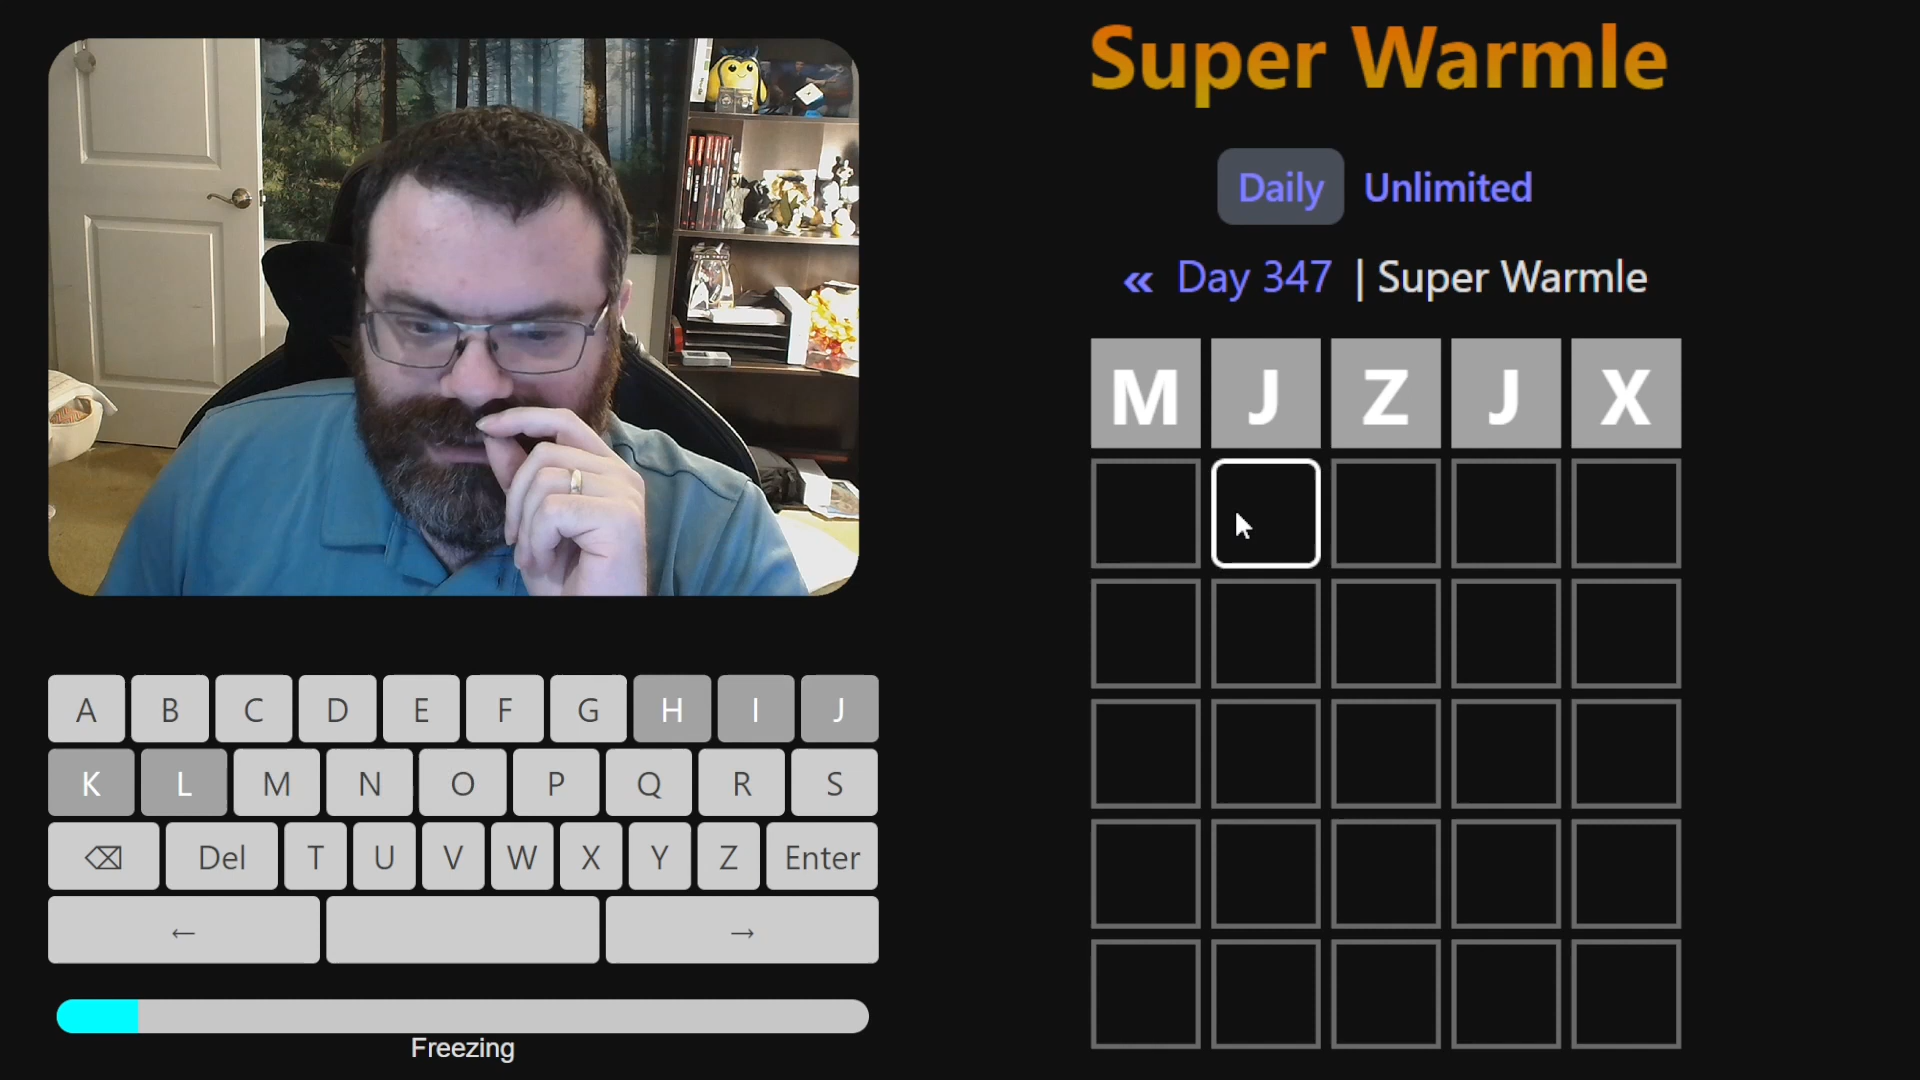 Super Warmle
Daily Unlimited
« Day 347 | Super Warmle
M J Z J X
A B C D E F G H I J
K L M N O P Q R S
⌫ Del T U V W X Y Z Enter
← →
Freezing